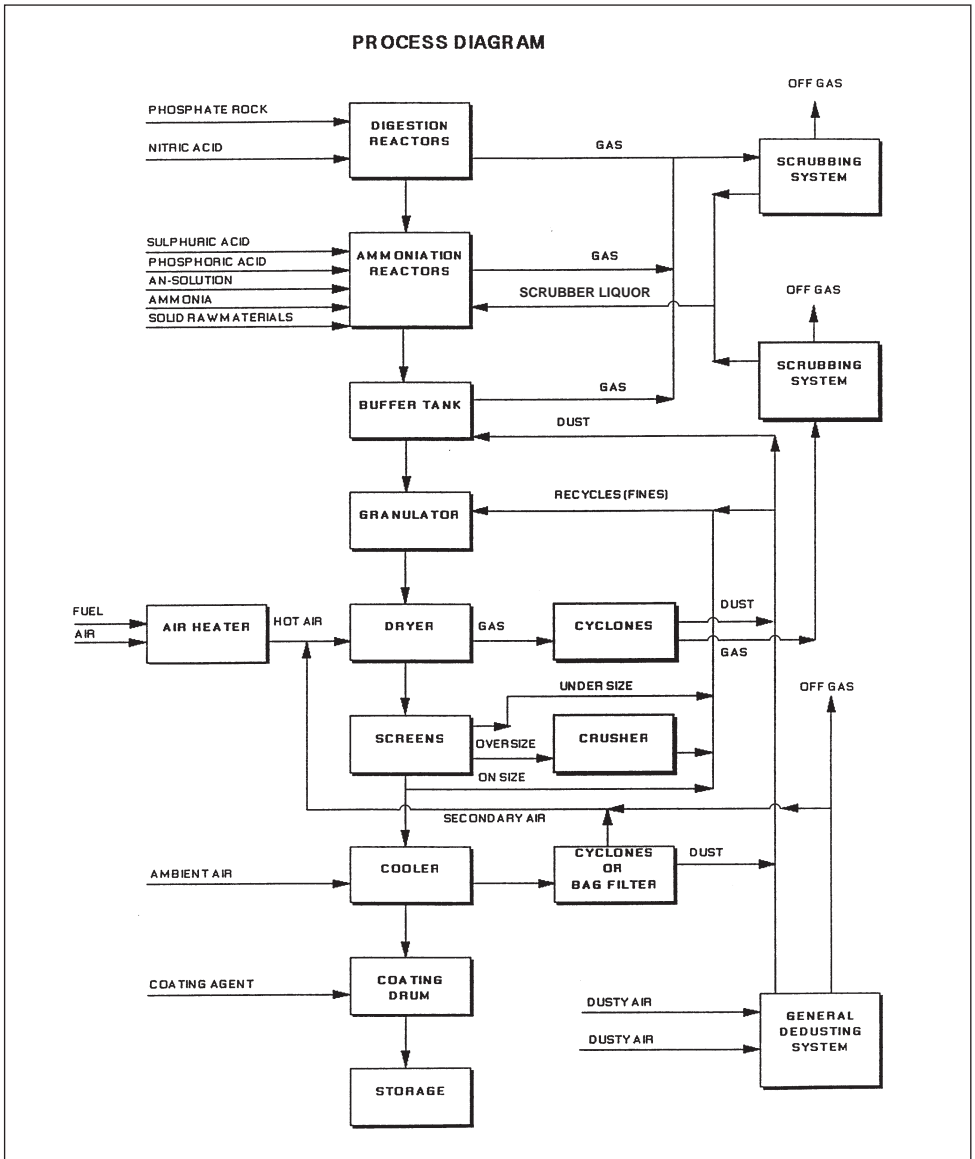 PROCESS DIAGRAM
OFF GAS
PHOSPHATE ROCK
NITRIC ACID
DIGESTION
REACTORS
GAS
SCRUBBING
SYSTEM
SULPHURIC ACID
PHOSPHORIC ACID
AN-SOLUTION
AMMONIA
SOLID RAW MATERIALS
AMMONIATION
REACTORS
GAS
SCRUBBER LIQUOR
OFF GAS
SCRUBBING
SYSTEM
BUFFER TANK
GAS
DUST
GRANULATOR
RECYCLES (FINES)
FUEL
AIR
AIR HEATER
HOT AIR
DRYER
GAS
CYCLONES
DUST
GAS
UNDER SIZE
OFF GAS
SCREENS
OVERSIZE
CRUSHER
ON SIZE
SECONDARY AIR
AMBIENT AIR
COOLER
CYCLONES
OR
BAG FILTER
DUST
COATING AGENT
COATING
DRUM
DUSTY AIR
DUSTY AIR
GENERAL
DEDUSTING
SYSTEM
STORAGE